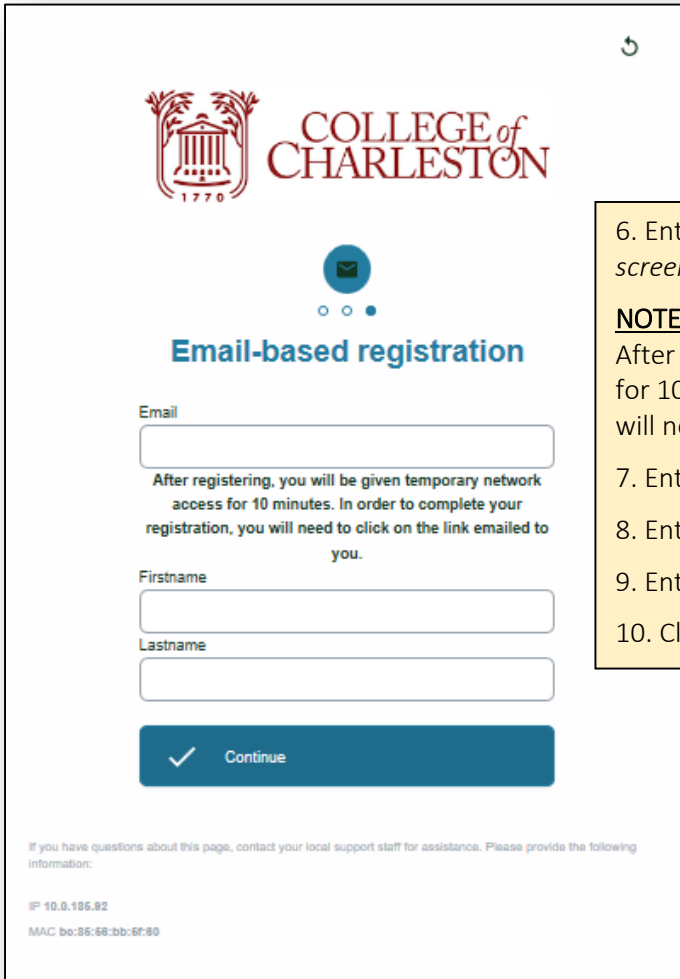 COLLEGE of
CHARLESTON
1770
Email-based registration
Email
After registering, you will be given temporary network
access for 10 minutes. In order to complete your
registration, you will need to click on the link emailed to
you.
Firstname
Lastname
Continue
If you have questions about this page, contact your local support staff for assistance. Please provide the following
information:
IP 10.0.185.92
6. Ent
screen
NOTE
After
for 10
will ne
7. Ent
8. Ent
9. Ent
10. Cl